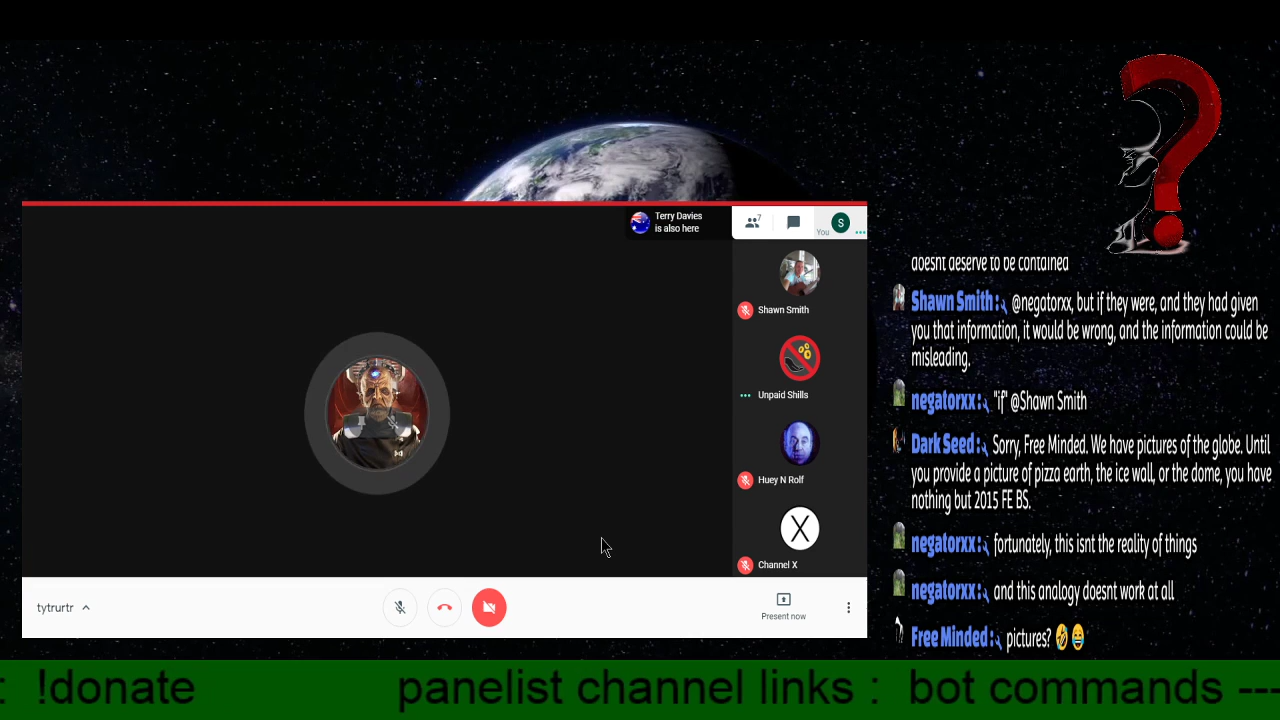 Terry Davies
is also here
7
You
S
Shawn Smith
Unpaid Shills
Huey N Rolf
X
Channel X
tytrurtr
Present now
?
doesnt deserve to be contained
Shawn Smith: @negatorxx, but if they were, and they had given
you that information, it would be wrong, and the information could be
misleading.
negatorxx: "if" @Shawn Smith
Dark Seed: Sorry, Free Minded. We have pictures of the globe. Until
you provide a picture of pizza earth, the ice wall, or the dome, you have
nothing but 2015 FE BS.
negatorxx: fortunately, this isnt the reality of things
negatorxx: and this analogy doesnt work at all
Free Minded: pictures? 🤣😂
: !donate panelist channel links : bot commands ---